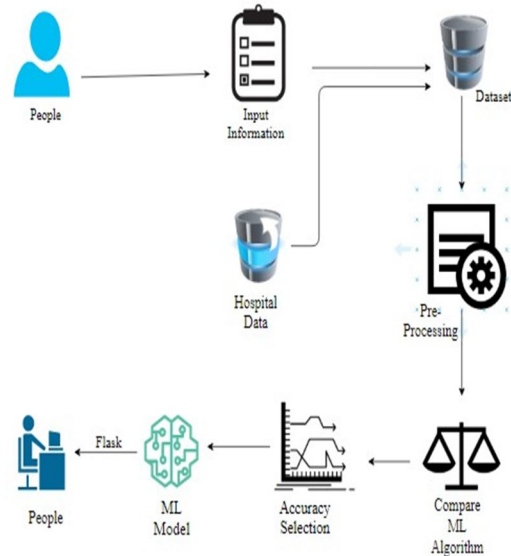 People
Input
Information
Dataset
Hospital
Data
Pre-
Processing
Flask
People
ML
Model
Accuracy
Selection
Compare
ML
Algorithm